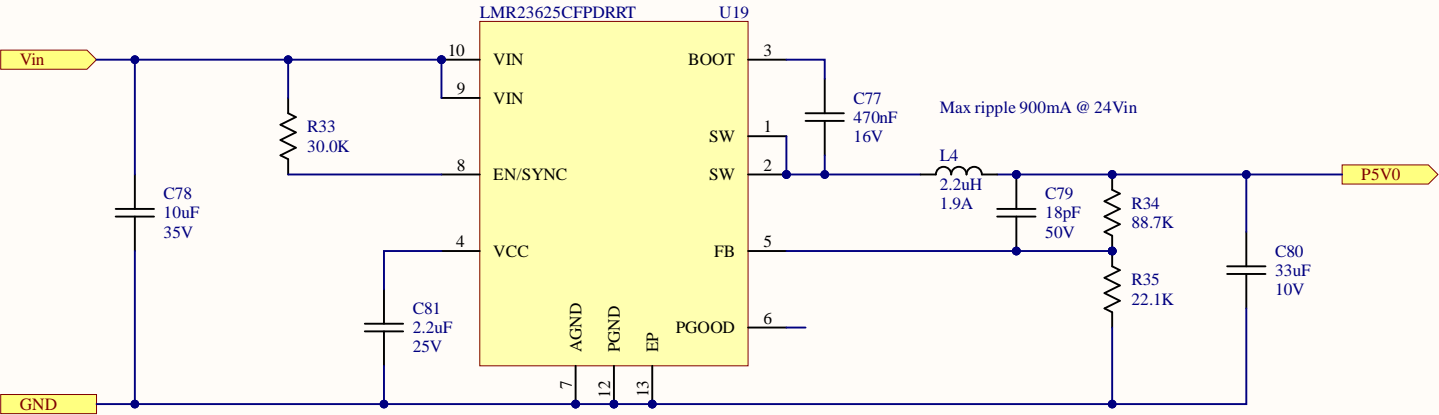 LMR23625CFPDRRT
U19
Vin
10
VIN
BOOT
3
9
VIN
C77
470nF
16V
Max ripple 900mA @ 24Vin
R33
30.0K
SW
1
8
EN/SYNC
SW
2
L4
2.2uH
1.9A
P5V0
C78
10uF
35V
C79
18pF
50V
R34
88.7K
4
VCC
FB
5
C80
33uF
10V
R35
22.1K
C81
2.2uF
25V
AGND
PGND
EP
PGOOD
6
7
12
13
GND